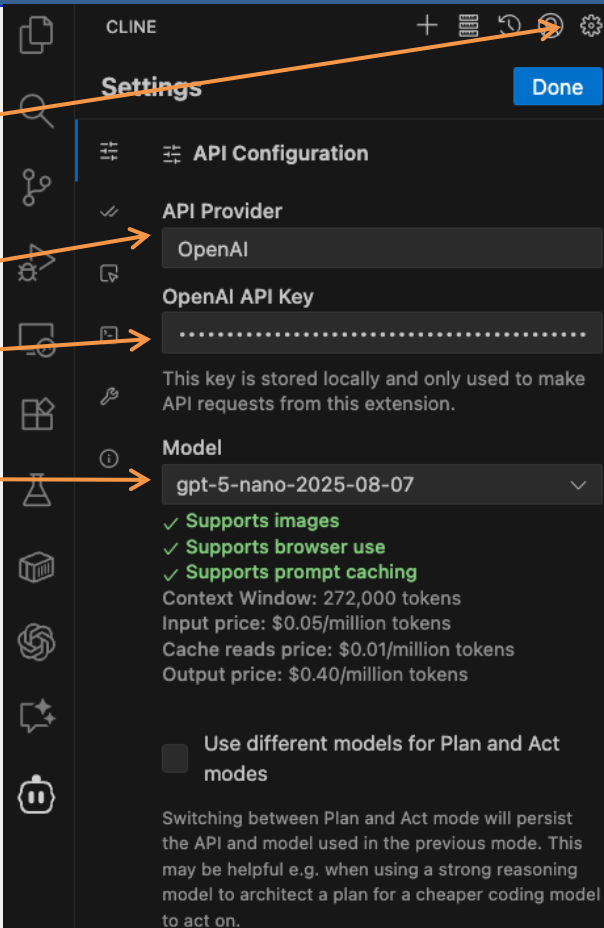 CLINE
Settings
Done
API Configuration
API Provider
OpenAI
OpenAI API Key
This key is stored locally and only used to make
API requests from this extension.
Model
gpt-5-nano-2025-08-07
Supports images
Supports browser use
Supports prompt caching
Context Window: 272,000 tokens
Input price: $0.05/million tokens
Cache reads price: $0.01/million tokens
Output price: $0.40/million tokens
Use different models for Plan and Act
modes
Switching between Plan and Act mode will persist
the API and model used in the previous mode. This
may be helpful e.g. when using a strong reasoning
model to architect a plan for a cheaper coding model
to act on.